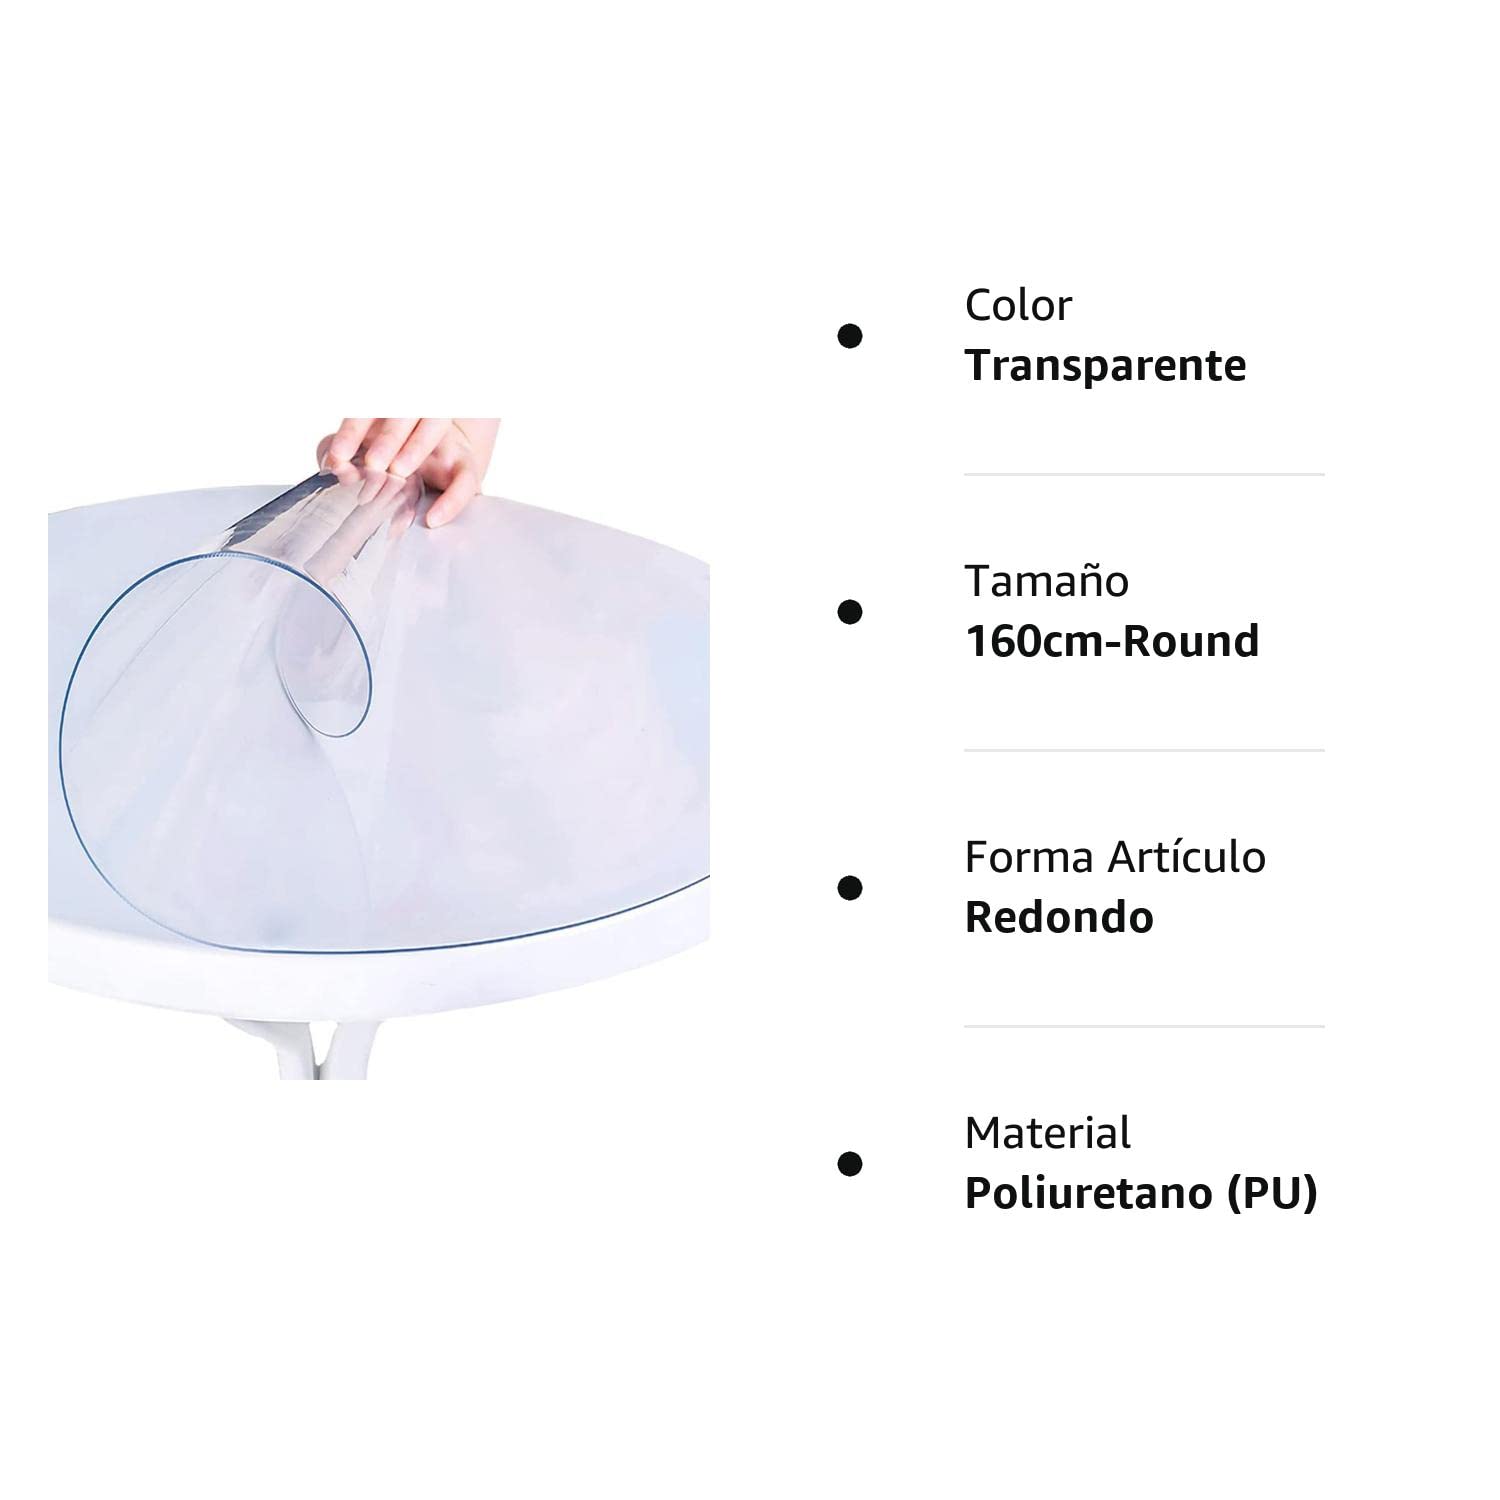 Color
Transparente
Tamaño
160cm-Round
Forma Artículo
Redondo
Material
Poliuretano (PU)